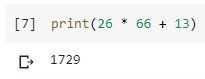 [7] print(26 * 66 + 13)
1729